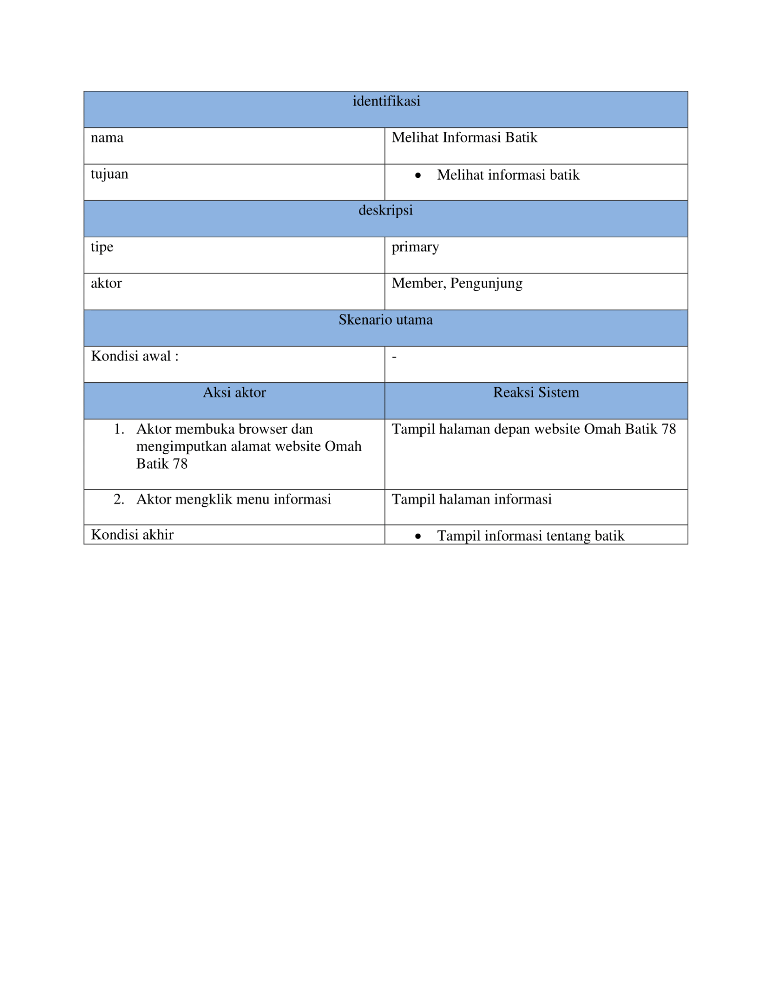 identifikasi
nama
Melihat Informasi Batik
tujuan
• Melihat informasi batik
deskripsi
tipe
primary
aktor
Member, Pengunjung
Skenario utama
Kondisi awal :
-
Aksi aktor
Reaksi Sistem
1. Aktor membuka browser dan
mengimputkan alamat website Omah
Batik 78
Tampil halaman depan website Omah Batik 78
2. Aktor mengklik menu informasi
Tampil halaman informasi
Kondisi akhir
• Tampil informasi tentang batik